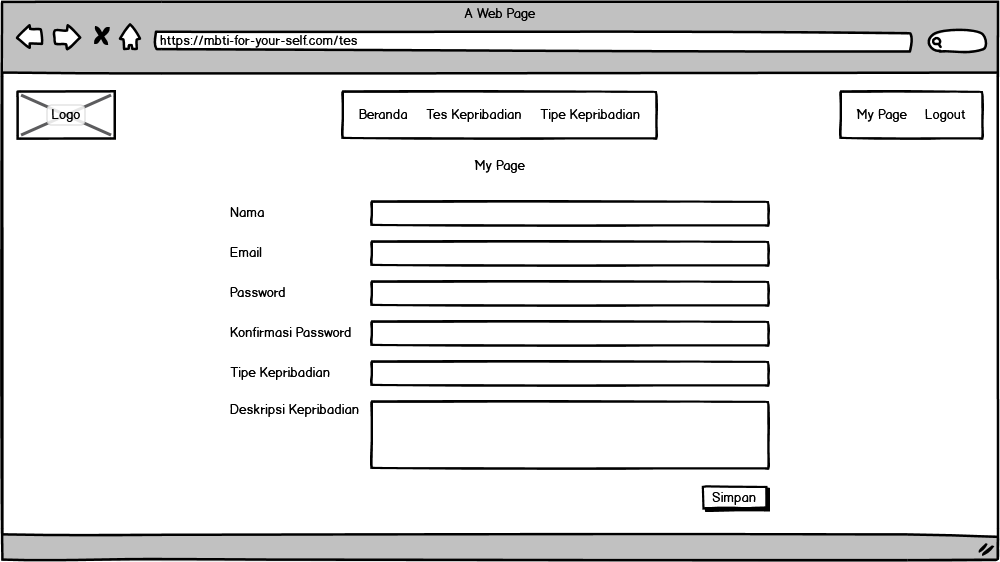 A Web Page
https://mbti-for-your-self.com/tes
Logo
Beranda Tes Kepribadian Tipe Kepribadian
My Page Logout
My Page
Nama
Email
Password
Konfirmasi Password
Tipe Kepribadian
Deskripsi Kepribadian
Simpan